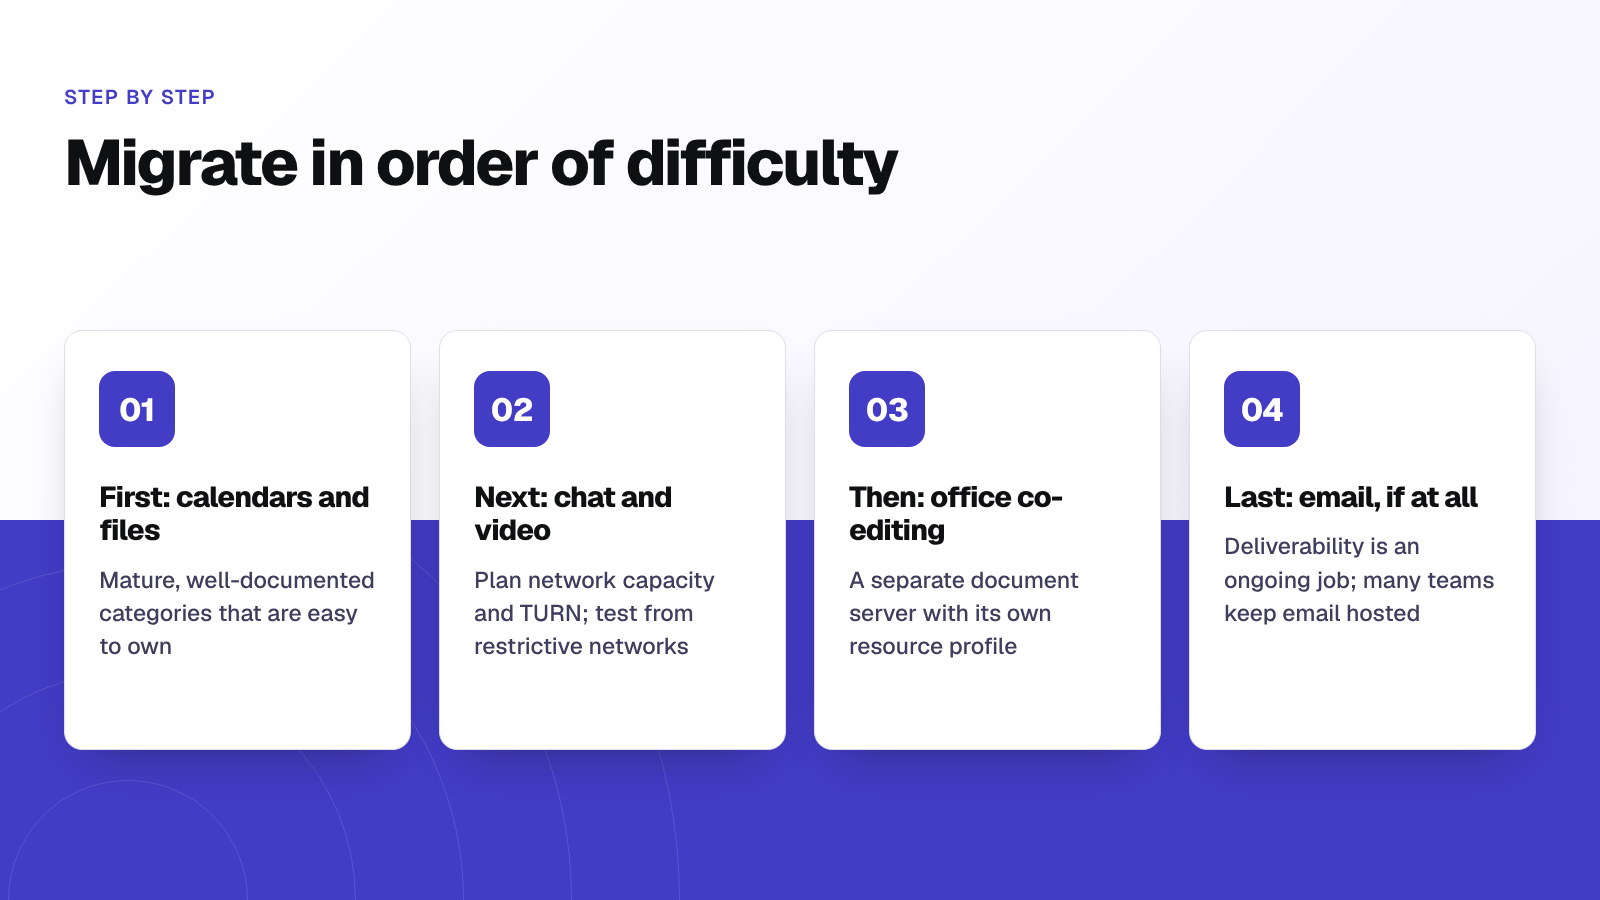 STEP BY STEP
Migrate in order of difficulty
01
First: calendars and
files
Mature, well-documented
categories that are easy
to own
02
Next: chat and
video
Plan network capacity
and TURN; test from
restrictive networks
03
Then: office co-
editing
A separate document
server with its own
resource profile
04
Last: email, if at all
Deliverability is an
ongoing job; many teams
keep email hosted